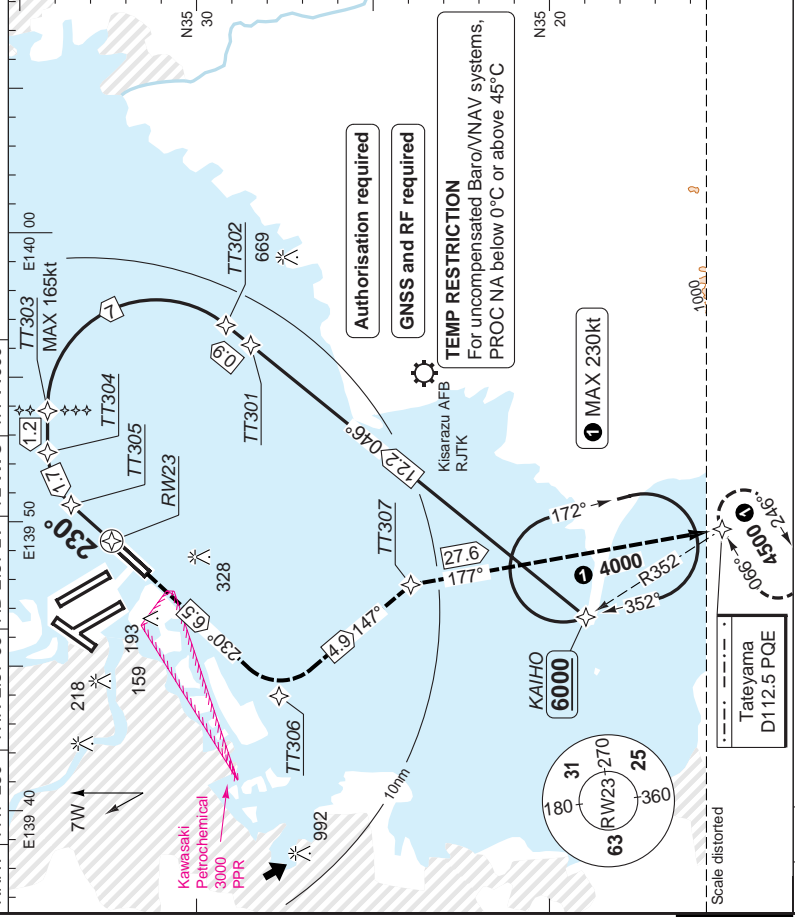 N35
30
N35
20
E140 00
E139 50
E139 40
TT303
MAX 165kt
TT304
TT305
RW23
230°
1.2
1.7
7
0.9
TT302
669
TT301
Authorisation required
GNSS and RF required
TEMP RESTRICTION
For uncompensated Baro/VNAV systems,
PROC NA below 0°C or above 45°C
Kisarazu AFB
RJTK
12.2
046°
TT307
27.6
177°
328
193
159
218
7W
6.5
230°
4.9
147°
TT306
10nm
992
Kawasaki
Petrochemical
3000
PPR
1 MAX 230kt
1000
172°
1 4000
352°
R352
KAIHO
6000
4500 1
246°
066°
Tateyama
D112.5 PQE
RW23
180
270
360
31
25
63
Scale distorted